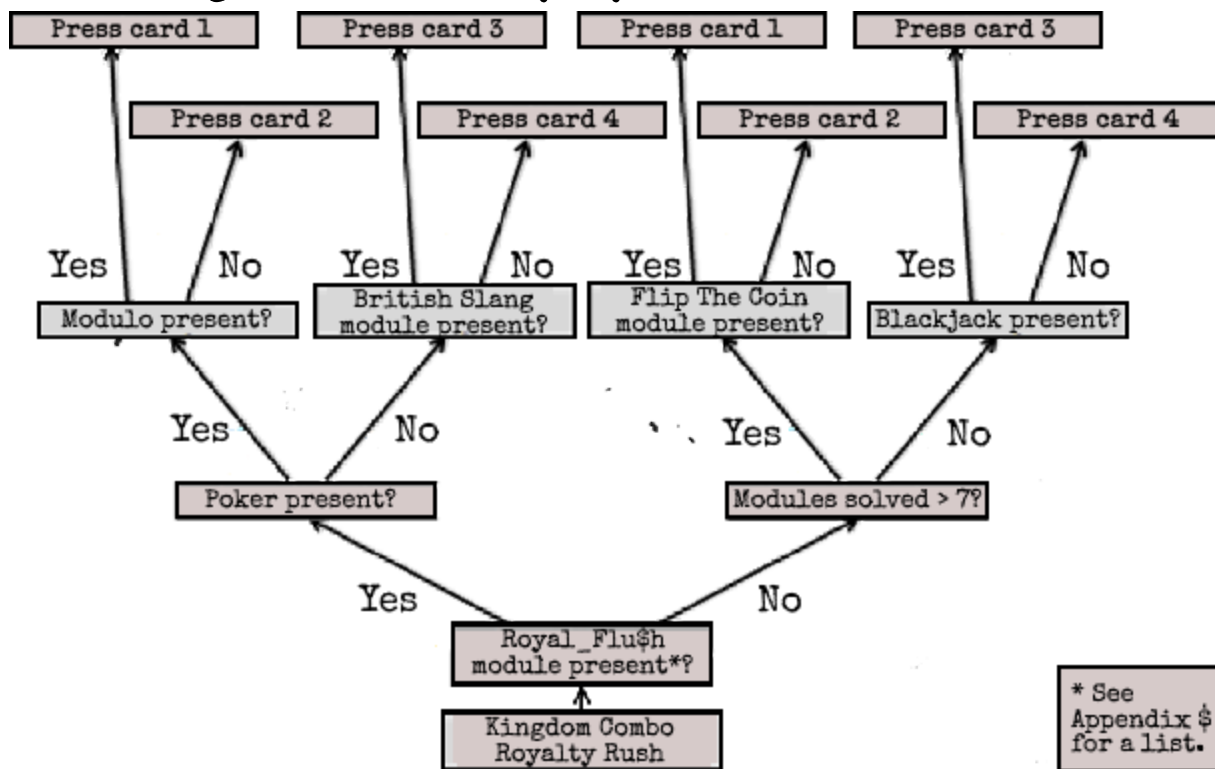 Press card 1
Press card 3
Press card 1
Press card 3
Press card 2
Press card 4
Press card 2
Press card 4
Yes
No
Yes
No
Yes
No
Yes
No
Modulo present?
British Slang
module present?
Flip The Coin
module present?
Blackjack present?
Yes
No
Yes
No
Poker present?
Modules solved > 7?
Yes
No
Royal_Flu$h
module present*?
Kingdom Combo
Royalty Rush
* See
Appendix $
for a list.